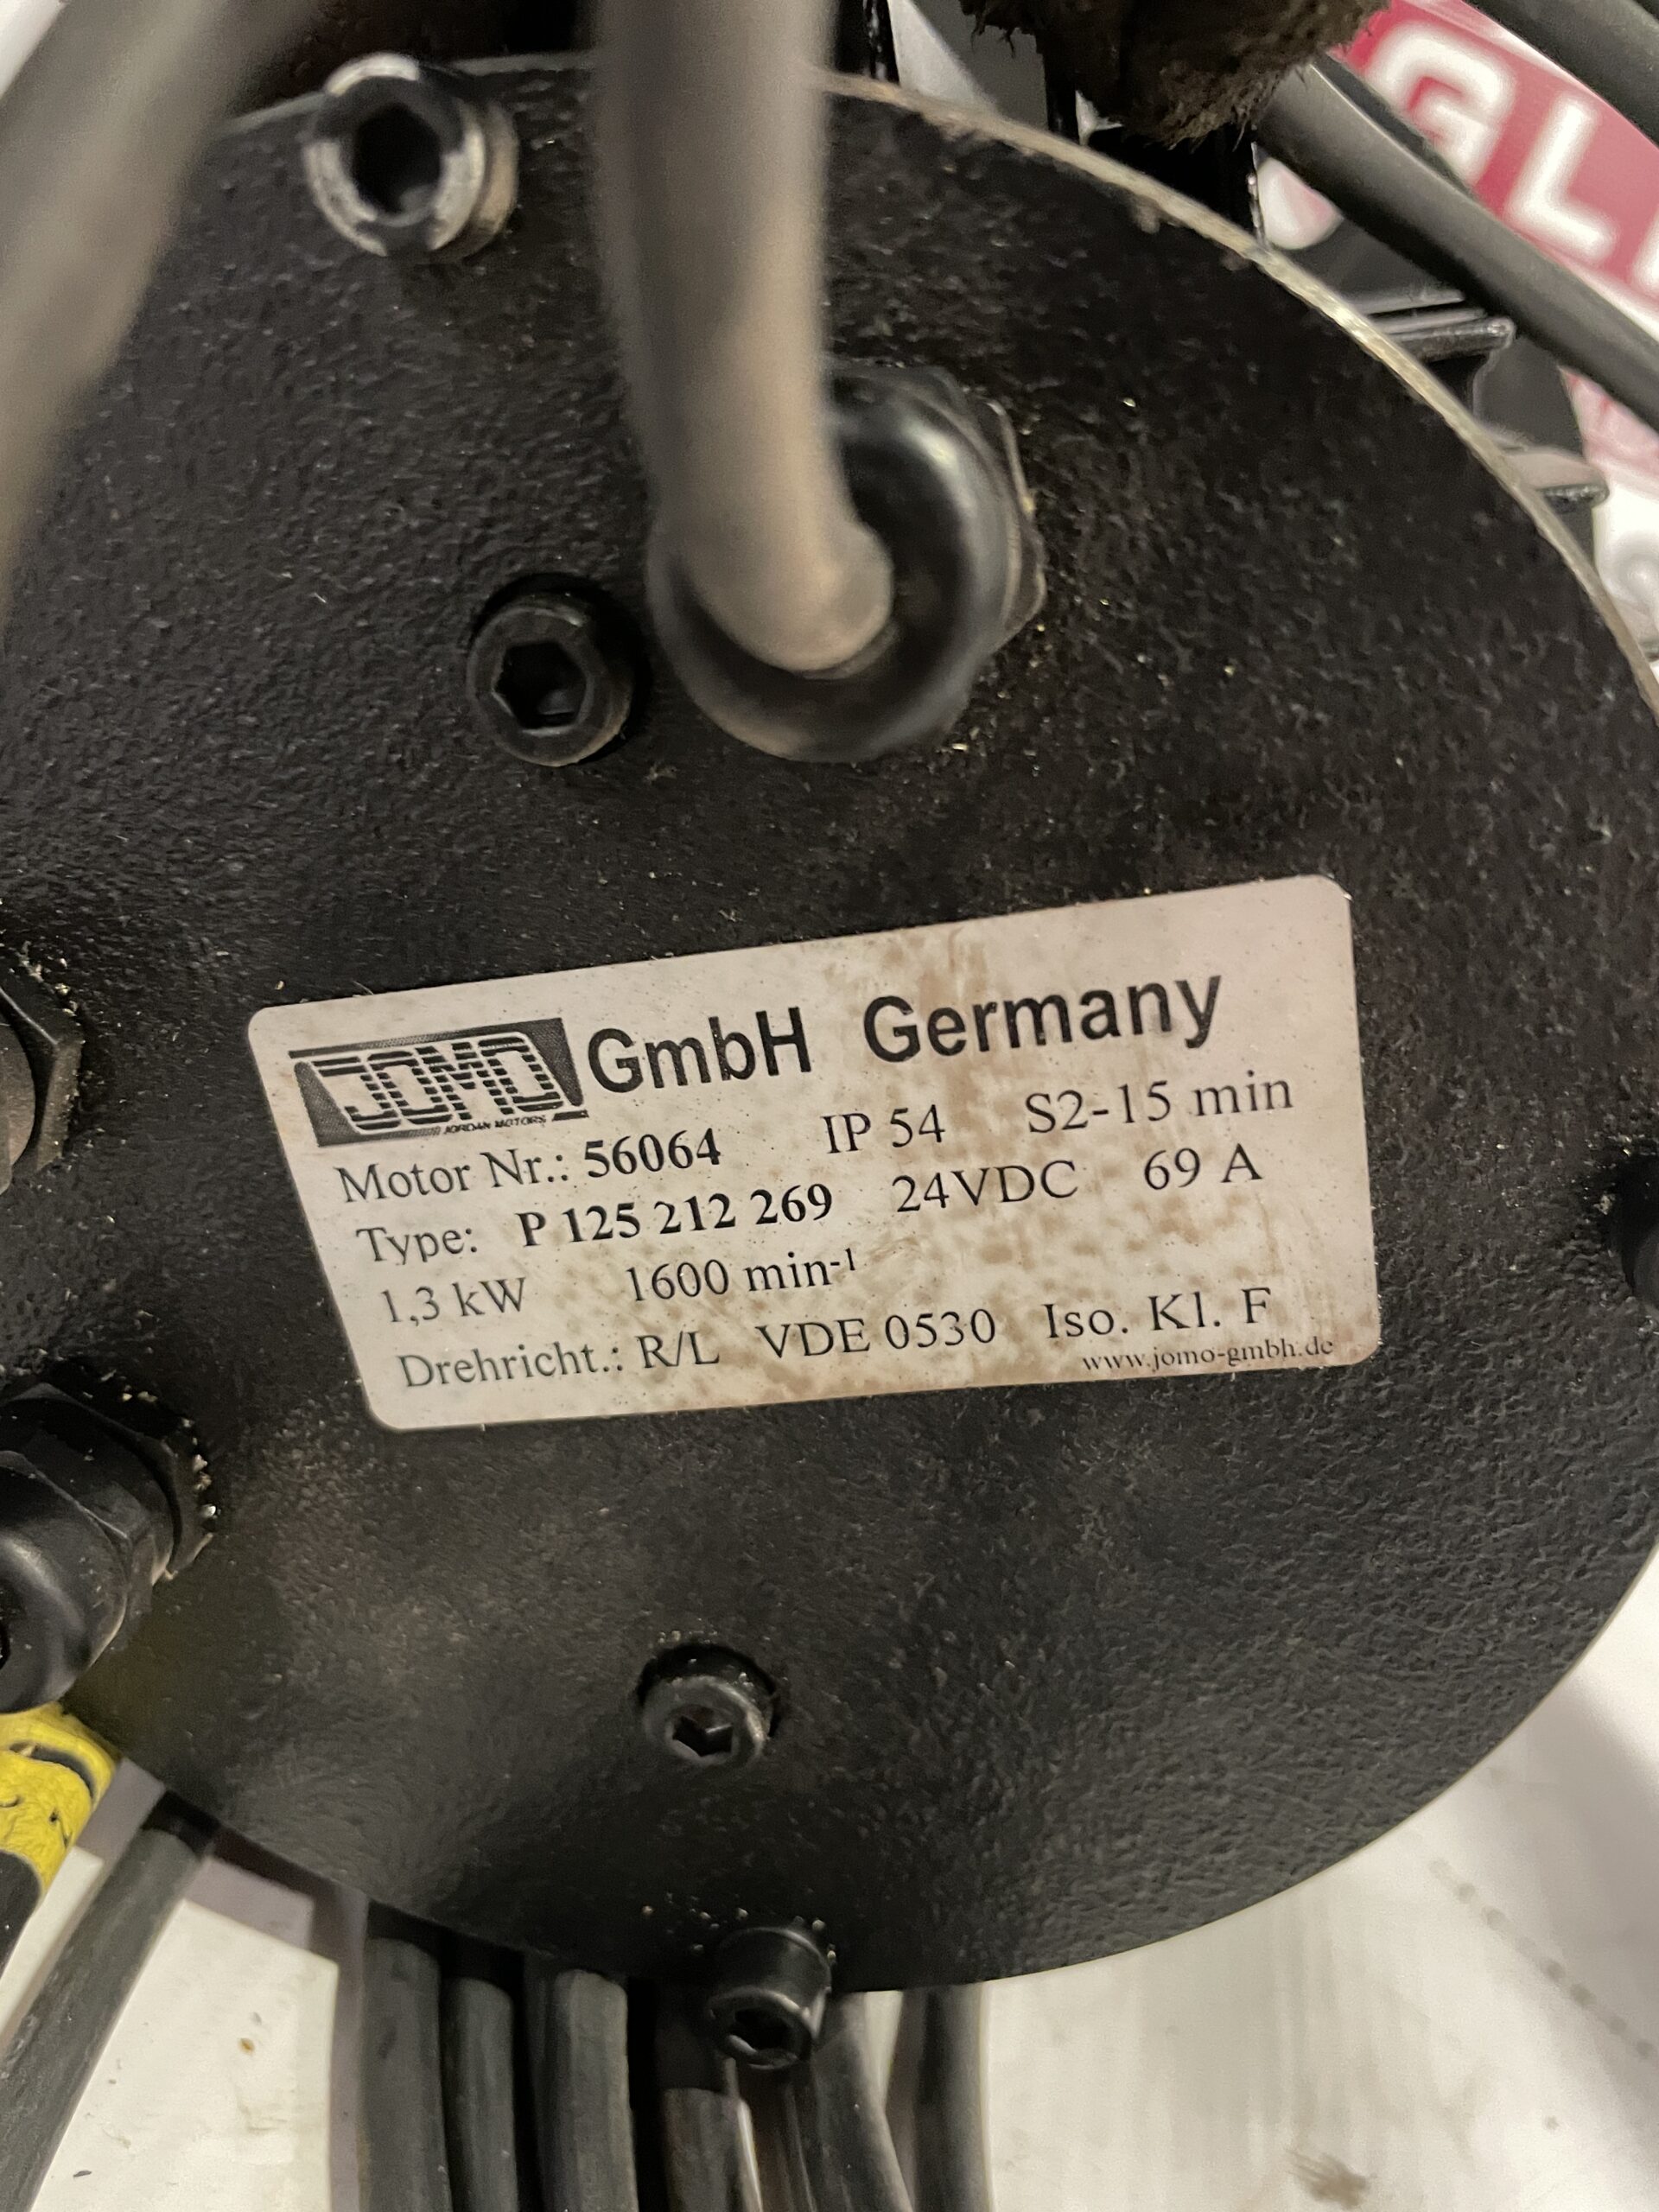 GL
JOMO GmbH Germany
JORDAN MOTORS
Motor Nr.: 56064 IP 54 S2-15 min
Type: P 125 212 269 24VDC 69 A
1,3 kW 1600 min-1
Drehricht.: R/L VDE 0530 Iso. Kl. F
www.jomo-gmbh.de